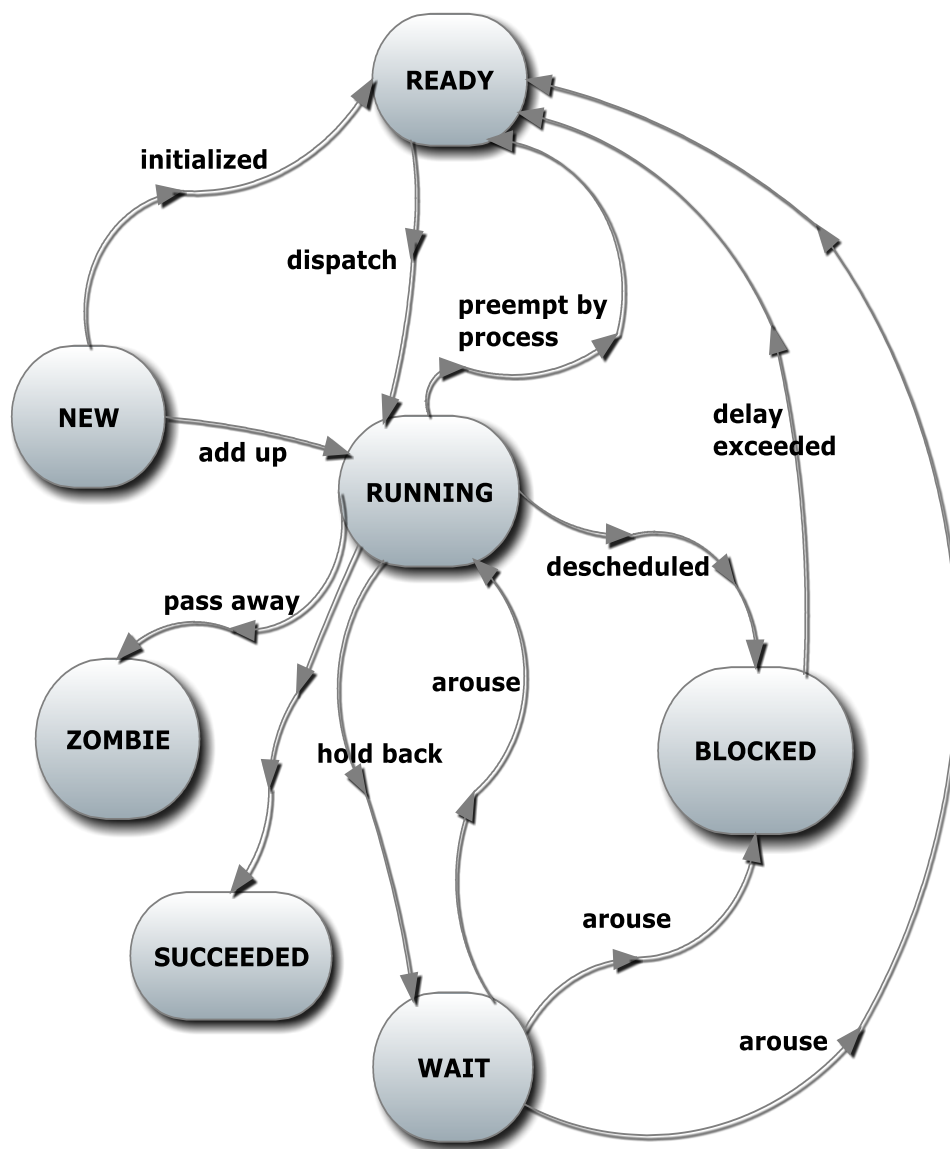 READY
initialized
dispatch
preempt by
process
NEW
add up
delay
exceeded
RUNNING
descheduled
pass away
arouse
ZOMBIE
hold back
BLOCKED
arouse
SUCCEEDED
arouse
WAIT